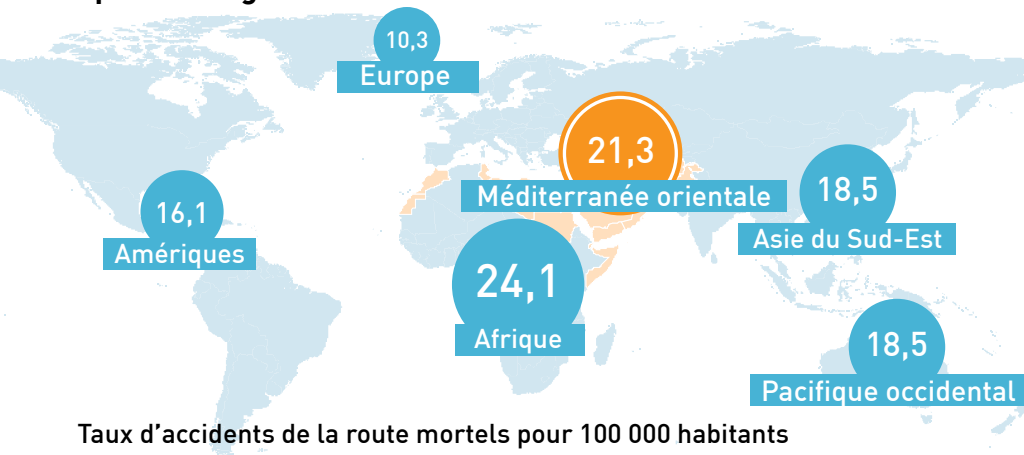 10,3
Europe
21,3
Méditerranée orientale
18,5
Asie du Sud-Est
16,1
Amériques
24,1
Afrique
18,5
Pacifique occidental
Taux d’accidents de la route mortels pour 100 000 habitants